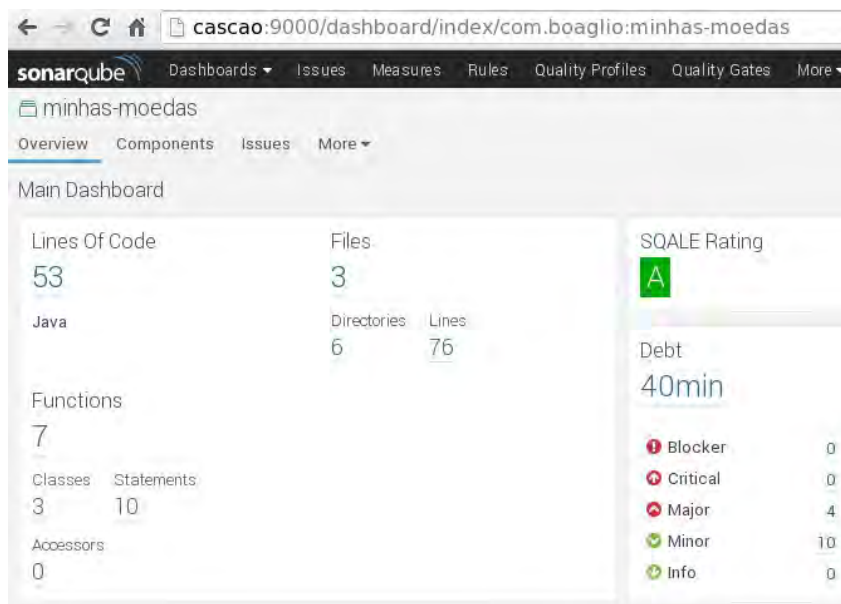 cascao:9000/dashboard/index/com.boaglio:minhas-moedas
sonarqube Dashboards Issues Measures Rules Quality Profiles Quality Gates More
minhas-moedas
Overview Components Issues More
Main Dashboard
Lines Of Code
53
Java
Files
3
Directories Lines
6 76
Functions
7
Classes Statements
3 10
Accessors
0
SQALE Rating
A
Debt
40min
Blocker 0
Critical 0
Major 4
Minor 10
Info 0